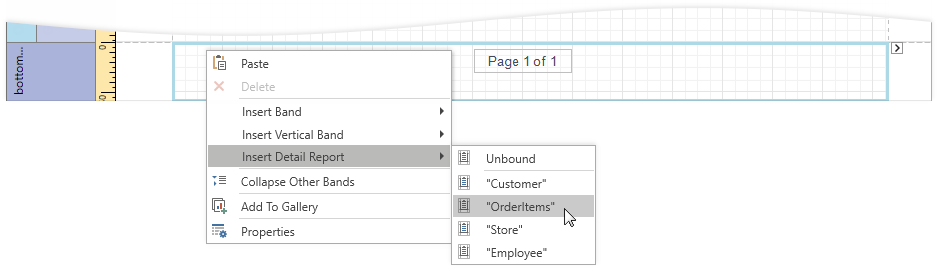 bottom...
0
Page 1 of 1
Paste
Delete
Insert Band
Insert Vertical Band
Insert Detail Report
Collapse Other Bands
Add To Gallery
Properties
Unbound
"Customer"
"OrderItems"
"Store"
"Employee"